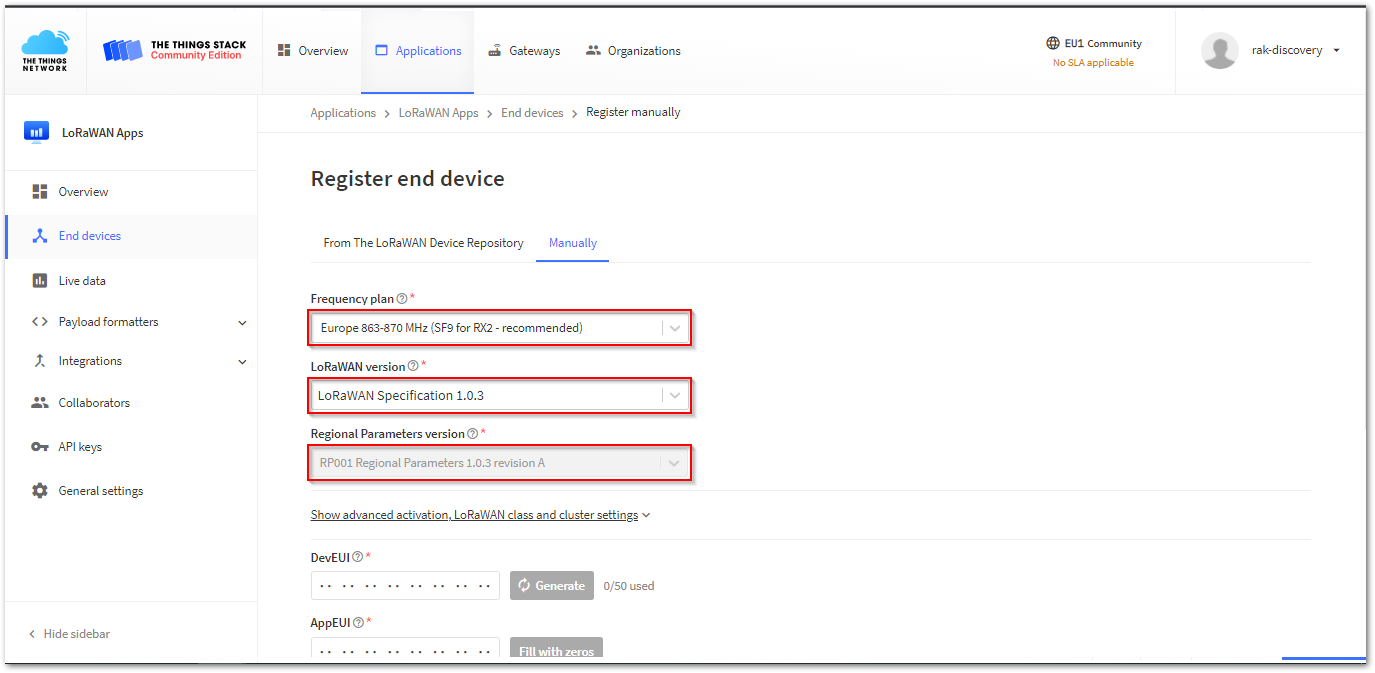 THE THINGS
NETWORK
THE THINGS STACK
Community Edition
Overview
Applications
Gateways
Organizations
EU1 Community
No SLA applicable
rak-discovery
LoRaWAN Apps
Overview
End devices
Live data
Payload formatters
Integrations
Collaborators
API keys
General settings
Hide sidebar
Applications > LoRaWAN Apps > End devices > Register manually
Register end device
From The LoRaWAN Device Repository
Manually
Frequency plan ? *
Europe 863-870 MHz (SF9 for RX2 - recommended)
LoRaWAN version ? *
LoRaWAN Specification 1.0.3
Regional Parameters version ? *
RP001 Regional Parameters 1.0.3 revision A
Show advanced activation, LoRaWAN class and cluster settings
DevEUI ? *
·· ·· ·· ·· ·· ·· ·· ··
Generate
0/50 used
AppEUI ? *
·· ·· ·· ·· ·· ·· ·· ··
Fill with zeros